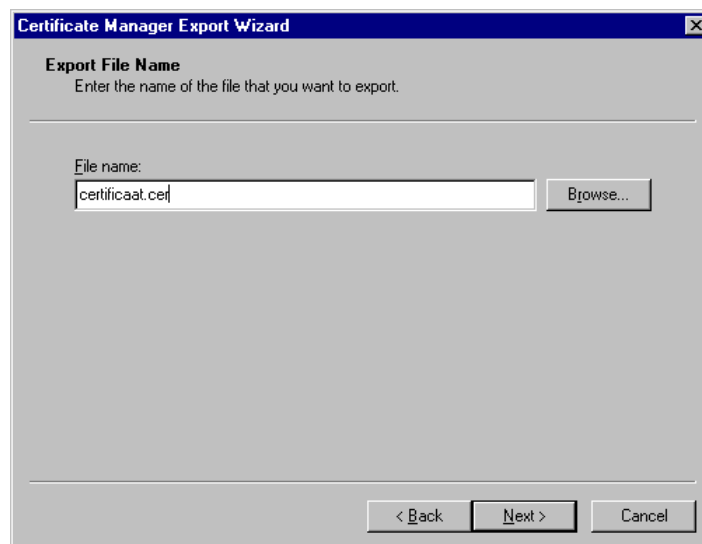 Certificate Manager Export Wizard
Export File Name
Enter the name of the file that you want to export.
File name:
certificaat.cer
Browse...
< Back
Next >
Cancel